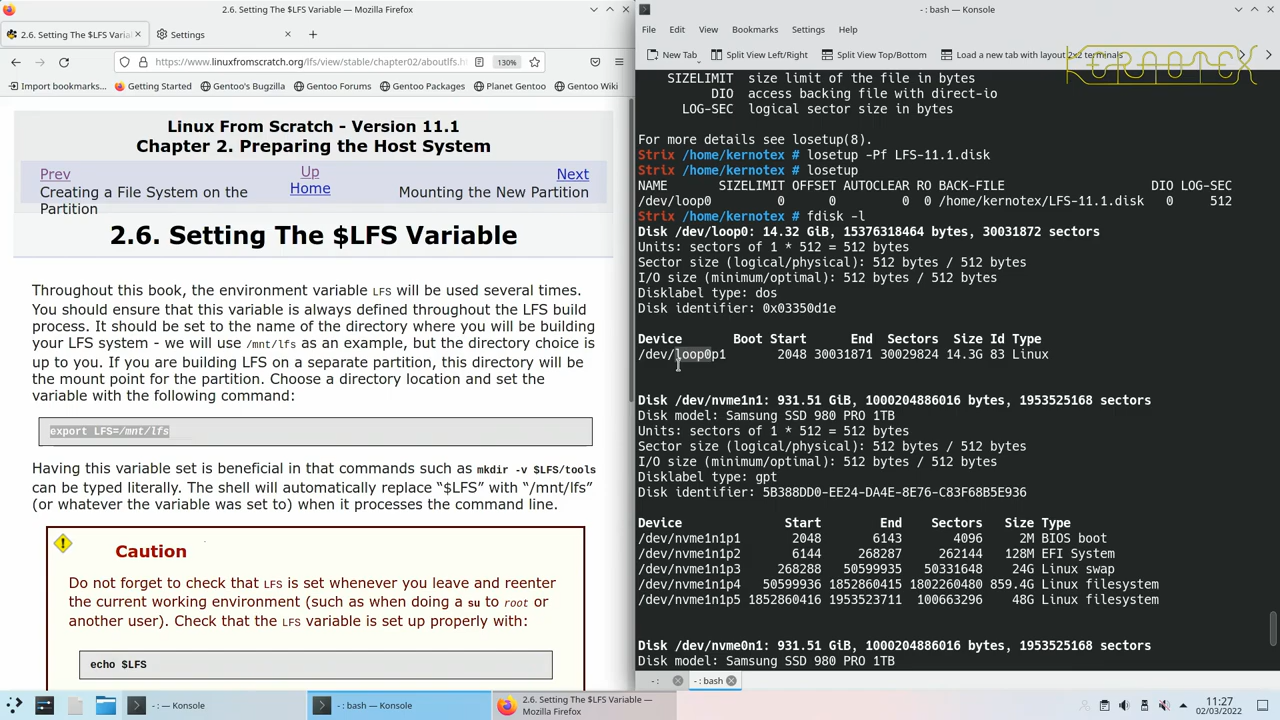 2.6. Setting The $LFS Variable — Mozilla Firefox
2.6. Setting The $LFS Varia
Settings
https://www.linuxfromscratch.org/lfs/view/stable/chapter02/aboutlfs.h
130%
Import bookmarks...
Getting Started
Gentoo's Bugzilla
Gentoo Forums
Gentoo Packages
Planet Gentoo
Gentoo Wiki
Linux From Scratch - Version 11.1
Chapter 2. Preparing the Host System
Prev
Up
Next
Creating a File System on the
Partition
Home
Mounting the New Partition
2.6. Setting The $LFS Variable
Throughout this book, the environment variable LFS will be used several times.
You should ensure that this variable is always defined throughout the LFS build
process. It should be set to the name of the directory where you will be building
your LFS system - we will use /mnt/lfs as an example, but the directory choice is
up to you. If you are building LFS on a separate partition, this directory will be
the mount point for the partition. Choose a directory location and set the
variable with the following command:
export LFS=/mnt/lfs
Having this variable set is beneficial in that commands such as mkdir -v $LFS/tools
can be typed literally. The shell will automatically replace “$LFS” with “/mnt/lfs”
(or whatever the variable was set to) when it processes the command line.
Caution
Do not forget to check that LFS is set whenever you leave and reenter
the current working environment (such as when doing a su to root or
another user). Check that the LFS variable is set up properly with:
echo $LFS
- : bash — Konsole
File
Edit
View
Bookmarks
Settings
Help
New Tab
Split View Left/Right
Split View Top/Bottom
Load a new tab with layout 2x2 terminals
KERNOTEX
SIZELIMIT  size limit of the file in bytes
DIO  access backing file with direct-io
LOG-SEC  logical sector size in bytes
For more details see losetup(8).
Strix /home/kernotex # losetup -Pf LFS-11.1.disk
Strix /home/kernotex # losetup
NAME       SIZELIMIT OFFSET AUTOCLEAR RO BACK-FILE                    DIO LOG-SEC
/dev/loop0         0      0         0  0 /home/kernotex/LFS-11.1.disk   0     512
Strix /home/kernotex # fdisk -l
Disk /dev/loop0: 14.32 GiB, 15376318464 bytes, 30031872 sectors
Units: sectors of 1 * 512 = 512 bytes
Sector size (logical/physical): 512 bytes / 512 bytes
I/O size (minimum/optimal): 512 bytes / 512 bytes
Disklabel type: dos
Disk identifier: 0x03350d1e
Device       Boot Start      End  Sectors  Size Id Type
/dev/loop0p1       2048 30031871 30029824 14.3G 83 Linux
Disk /dev/nvme1n1: 931.51 GiB, 1000204886016 bytes, 1953525168 sectors
Disk model: Samsung SSD 980 PRO 1TB
Units: sectors of 1 * 512 = 512 bytes
Sector size (logical/physical): 512 bytes / 512 bytes
I/O size (minimum/optimal): 512 bytes / 512 bytes
Disklabel type: gpt
Disk identifier: 5B388DD0-EE24-DA4E-8E76-C83F68B5E936
Device              Start        End    Sectors   Size Type
/dev/nvme1n1p1       2048       6143       4096     2M BIOS boot
/dev/nvme1n1p2       6144     268287     262144   128M EFI System
/dev/nvme1n1p3     268288   50599935   50331648    24G Linux swap
/dev/nvme1n1p4   50599936 1852860415 1802260480 859.4G Linux filesystem
/dev/nvme1n1p5 1852860416 1953523711  100663296    48G Linux filesystem
Disk /dev/nvme0n1: 931.51 GiB, 1000204886016 bytes, 1953525168 sectors
Disk model: Samsung SSD 980 PRO 1TB
- :
- : bash
- : — Konsole
- : bash — Konsole
2.6. Setting The $LFS Variable —
Mozilla Firefox
11:27
02/03/2022